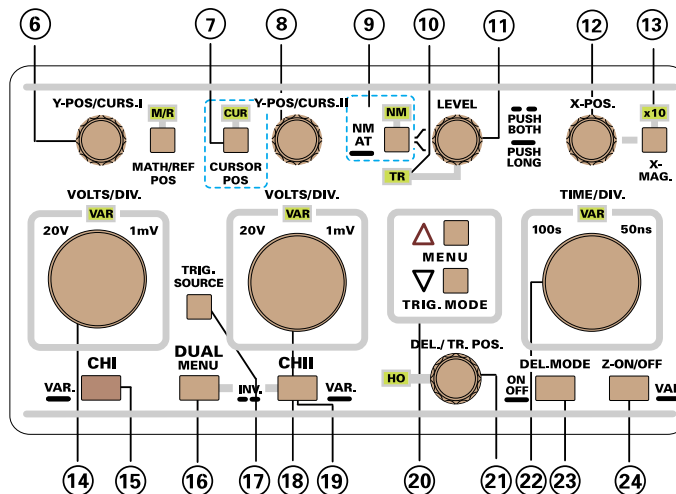 6 7 8 9 10 11 12 13
Y-POS/CURS.I
M/R
CUR
Y-POS/CURS.II
NM
LEVEL
PUSH
BOTH
X-POS.
x10
NM
AT
MATH/REF
POS
CURSOR
POS
TR
PUSH
LONG
X-
MAG.
VOLTS/DIV.
VAR
20V 1mV
VOLTS/DIV.
VAR
20V 1mV
TIME/DIV.
VAR
100s 50ns
TRIG.
SOURCE
MENU
TRIG. MODE
DEL./ TR. POS.
HO
CHI
VAR.
DUAL
MENU
INV.
CHII
VAR.
ON
OFF
DEL.MODE
Z-ON/OFF
14 15 16 17 18 19 20 21 22 23 24